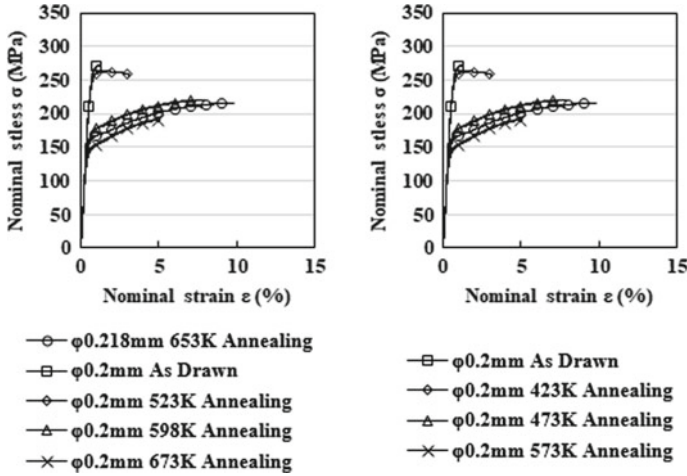 Nominal stless σ (MPa)
350
300
250
200
150
100
50
0
0
5
10
15
Nominal strain ε (%)
φ0.218mm 653K Annealing
φ0.2mm As Drawn
φ0.2mm 523K Annealing
φ0.2mm 598K Annealing
φ0.2mm 673K Annealing
Nominal stless σ (MPa)
350
300
250
200
150
100
50
0
0
5
10
15
Nominal strain ε (%)
φ0.2mm As Drawn
φ0.2mm 423K Annealing
φ0.2mm 473K Annealing
φ0.2mm 573K Annealing